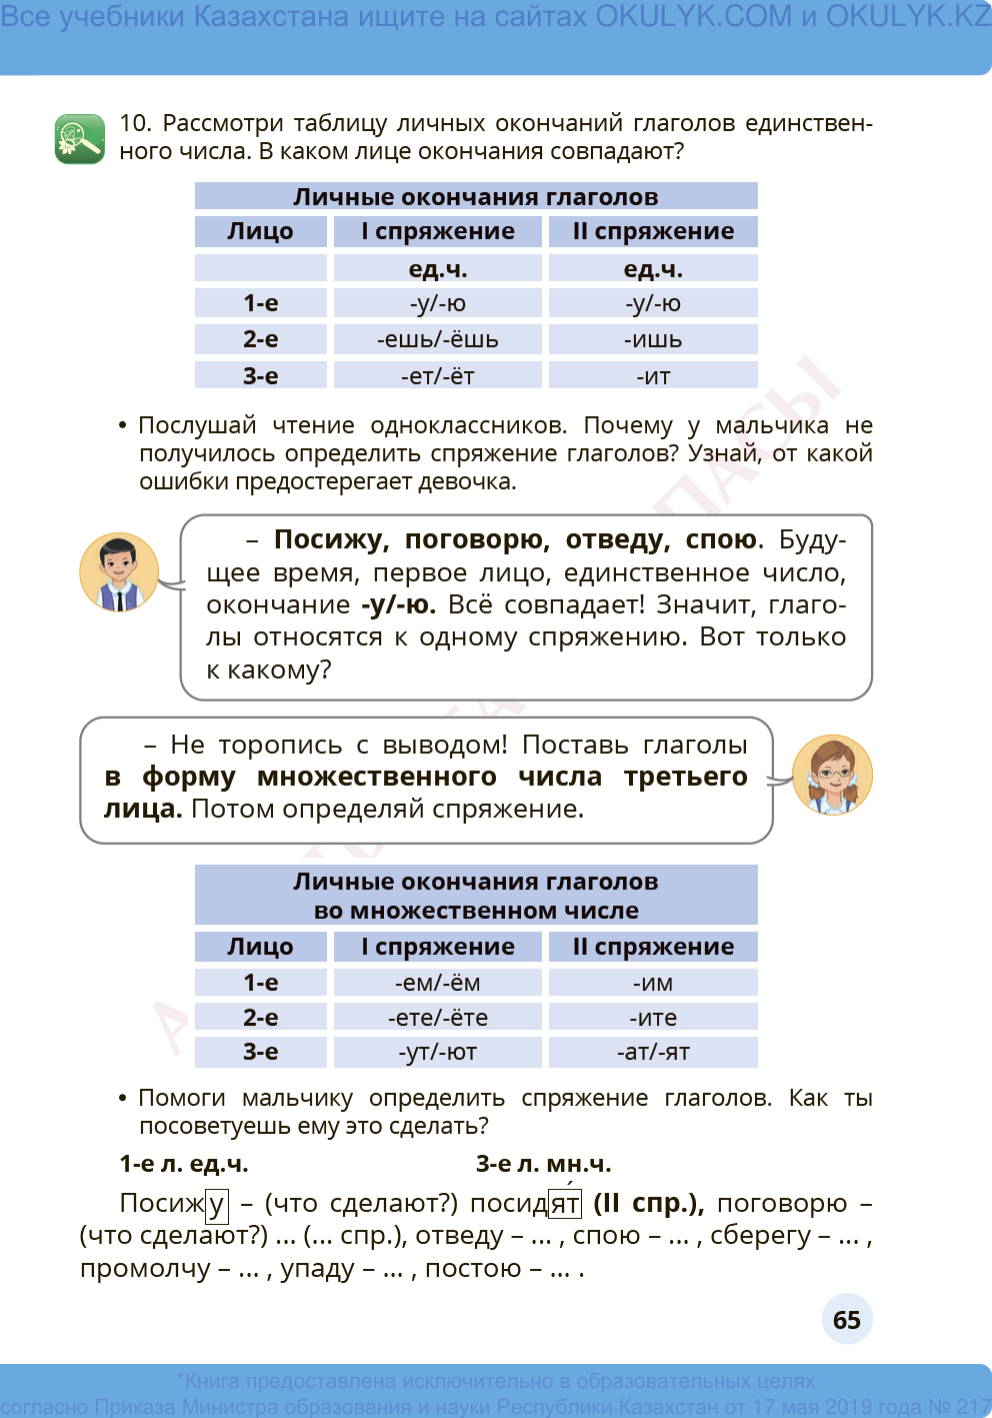 Все учебники Казахстана ищите на сайтах OKULYK.COM и OKULYK.KZ
10. Рассмотри таблицу личных окончаний глаголов единствен-
ного числа. В каком лице окончания совпадают?
Личные окончания глаголов
Лицо I спряжение II спряжение
ед.ч. ед.ч.
1-е -у/-ю -у/-ю
2-е -ешь/-ёшь -ишь
3-е -ет/-ёт -ит
• Послушай чтение одноклассников. Почему у мальчика не
получилось определить спряжение глаголов? Узнай, от какой
ошибки предостерегает девочка.
– Посижу, поговорю, отведу, спою. Буду-
щее время, первое лицо, единственное число,
окончание -у/-ю. Всё совпадает! Значит, глаго-
лы относятся к одному спряжению. Вот только
к какому?
– Не торопись с выводом! Поставь глаголы
в форму множественного числа третьего
лица. Потом определяй спряжение.
Личные окончания глаголов
во множественном числе
Лицо I спряжение II спряжение
1-е -ем/-ём -им
2-е -ете/-ёте -ите
3-е -ут/-ют -ат/-ят
• Помоги мальчику определить спряжение глаголов. Как ты
посоветуешь ему это сделать?
1-е л. ед.ч. 3-е л. мн.ч.
Посижу – (что сделают?) посидя́т (II спр.), поговорю –
(что сделают?) ... (... спр.), отведу – ... , спою – ... , сберегу – ... ,
промолчу – ... , упаду – ... , постою – ... .
65
*Книга предоставлена исключительно в образовательных целях
согласно Приказа Министра образования и науки Республики Казахстан от 17 мая 2019 года № 217